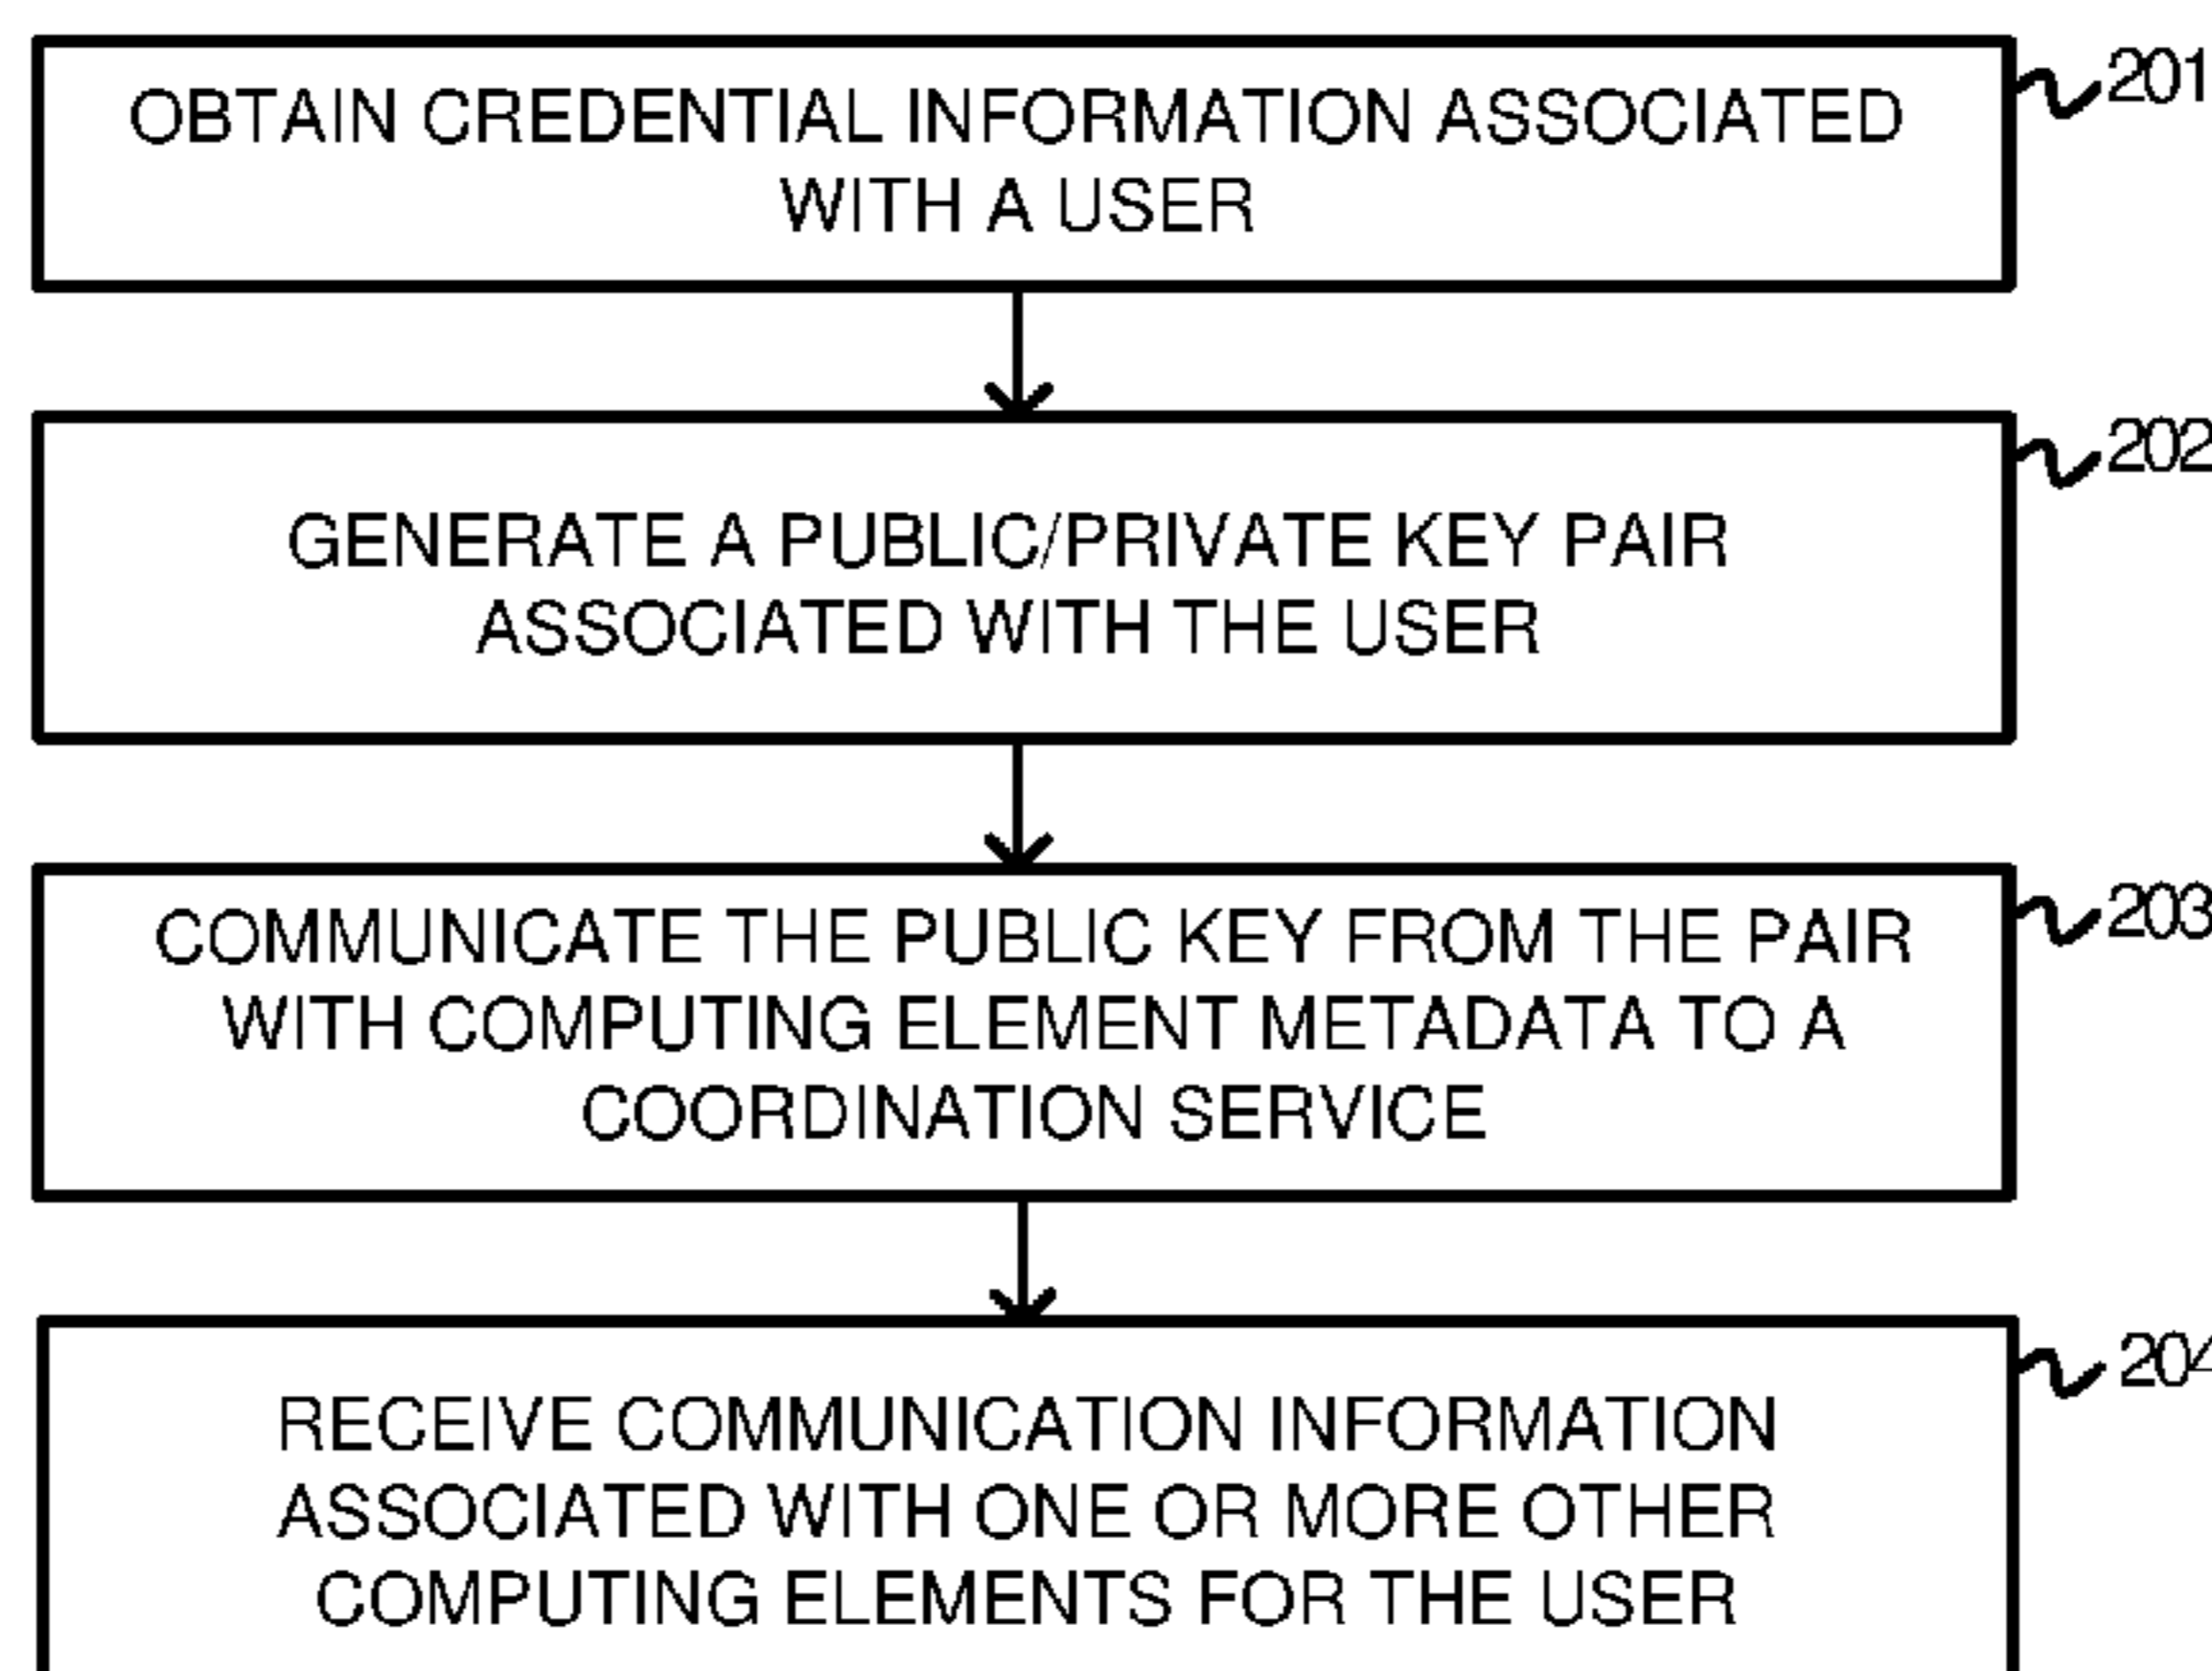 OBTAIN CREDENTIAL INFORMATION ASSOCIATED
WITH A USER
201
GENERATE A PUBLIC/PRIVATE KEY PAIR
ASSOCIATED WITH THE USER
202
COMMUNICATE THE PUBLIC KEY FROM THE PAIR
WITH COMPUTING ELEMENT METADATA TO A
COORDINATION SERVICE
203
RECEIVE COMMUNICATION INFORMATION
ASSOCIATED WITH ONE OR MORE OTHER
COMPUTING ELEMENTS FOR THE USER
204